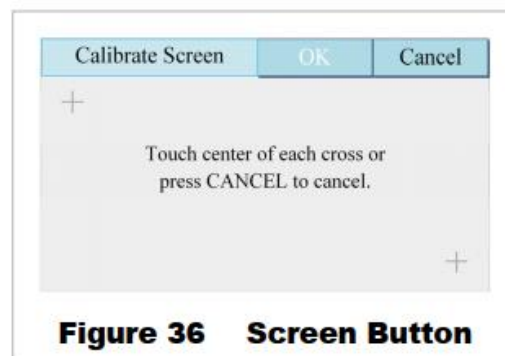 Calibrate Screen OK Cancel
Touch center of each cross or
press CANCEL to cancel.
Figure 36 Screen Button